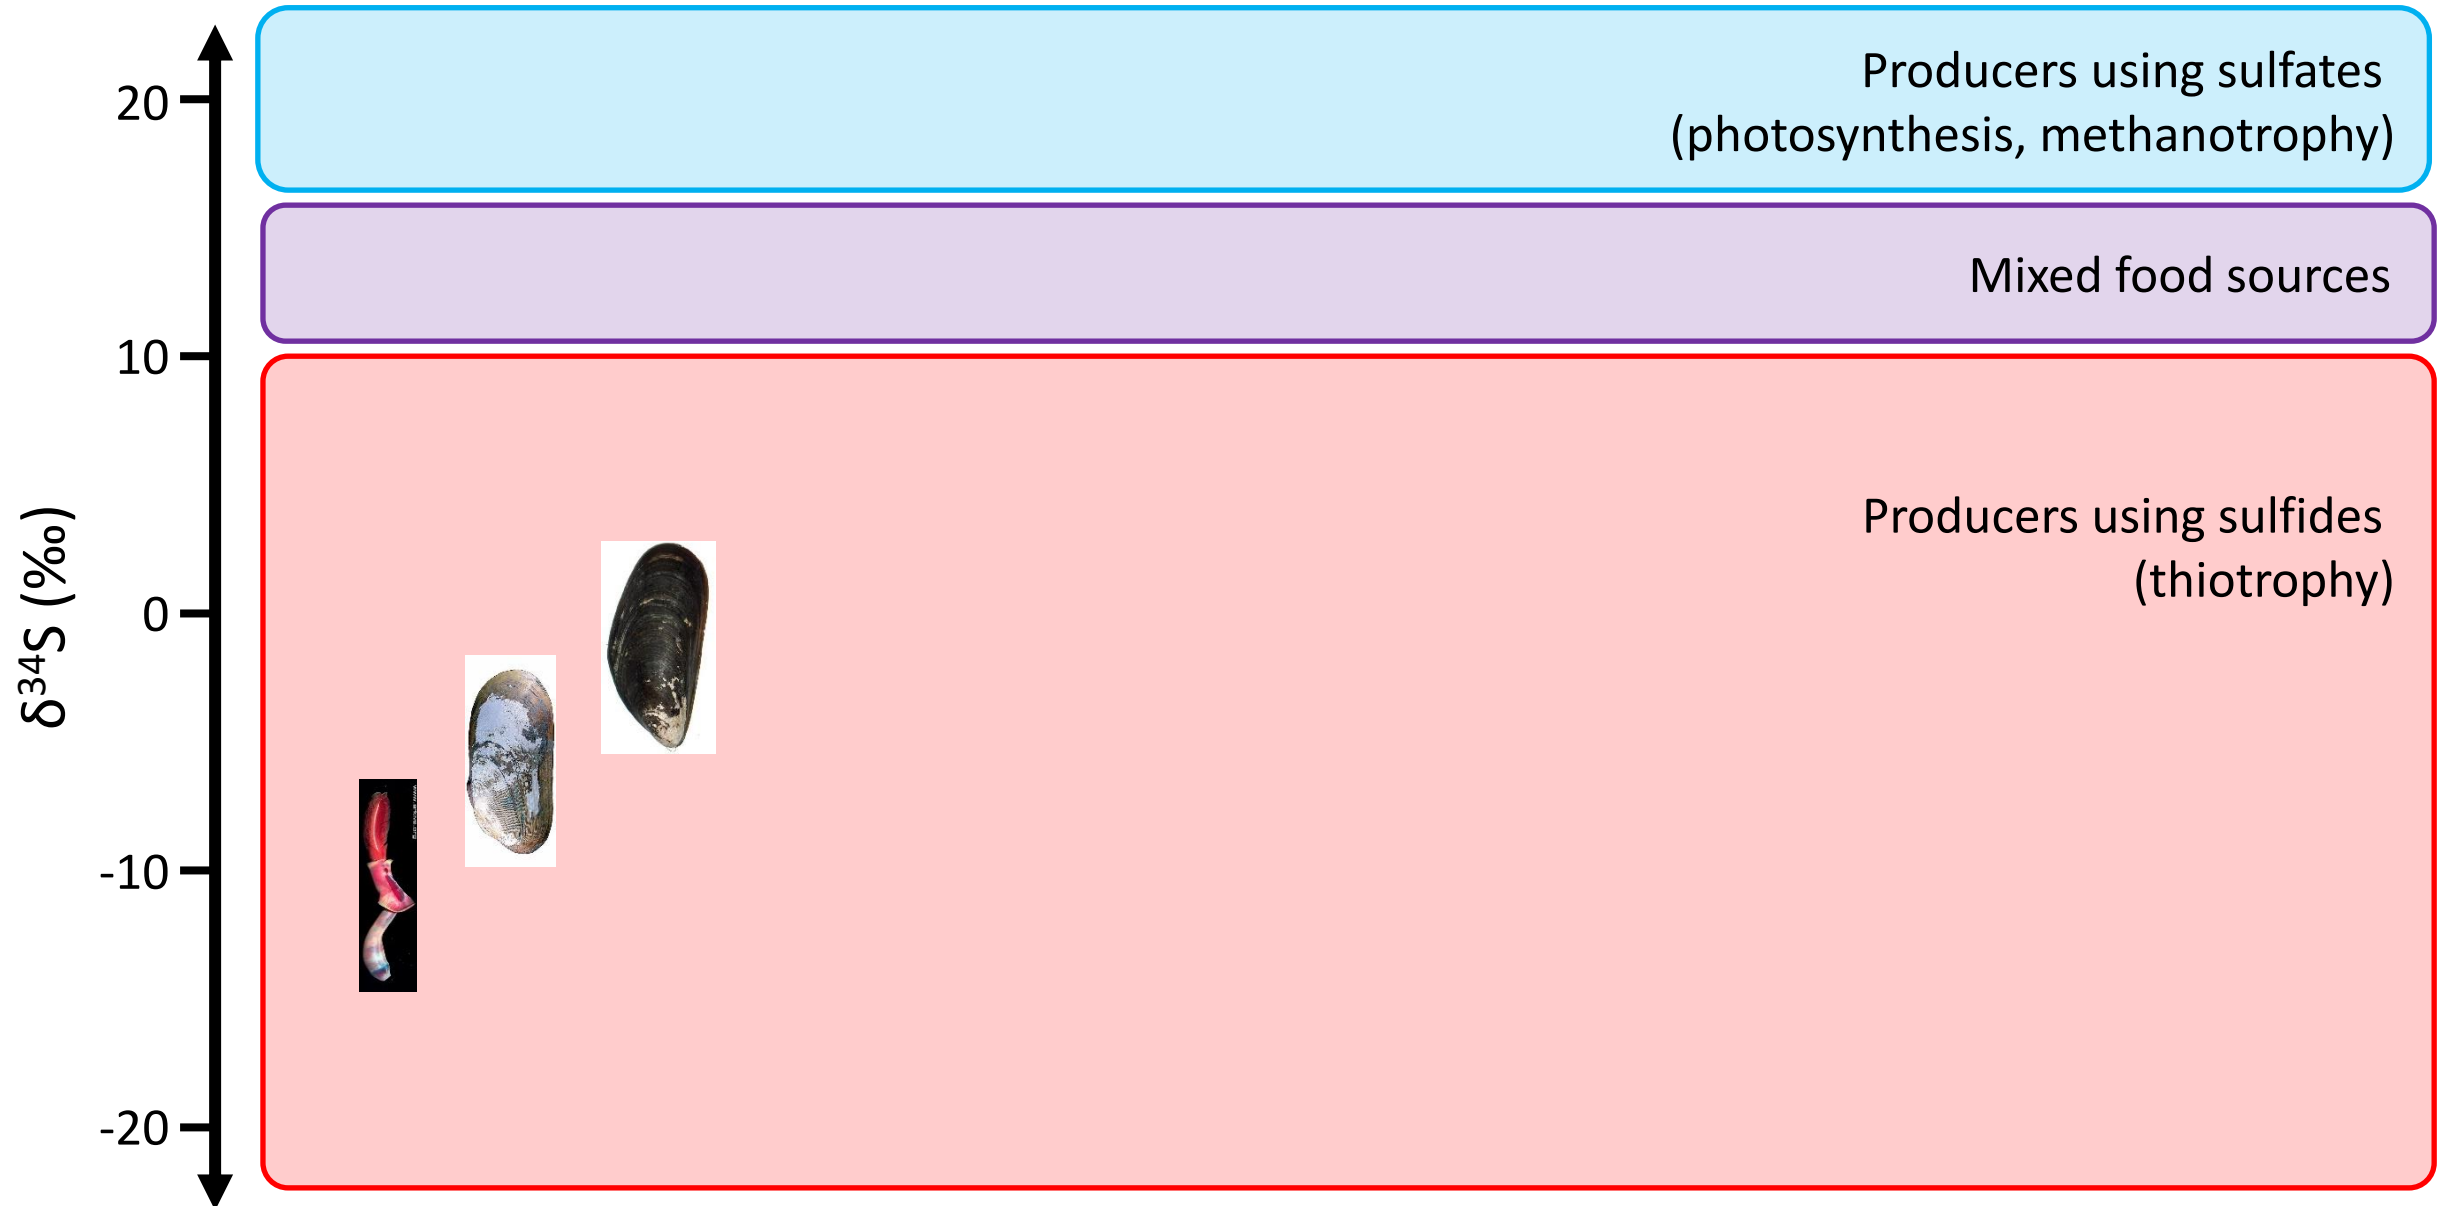 Producers using sulfates
(photosynthesis, methanotrophy)
Mixed food sources
Producers using sulfides
(thiotrophy)
20
10
0
-10
-20
δ³⁴S (‰)